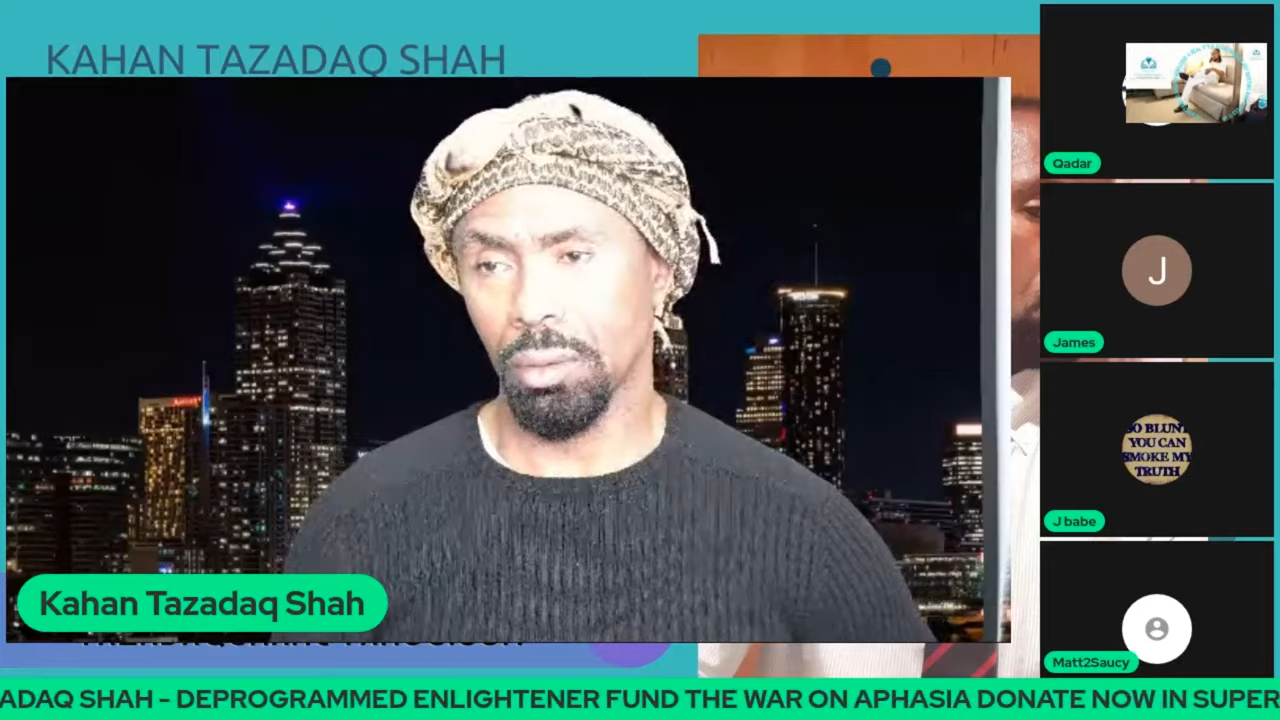 KAHAN TAZADAQ SHAH
Kahan Tazadaq Shah
Qadar
J
James
SO BLUNT
YOU CAN
SMOKE MY
TRUTH
J babe
Matt2Saucy
ADAQ SHAH - DEPROGRAMMED ENLIGHTENER FUND THE WAR ON APHASIA DONATE NOW IN SUPER